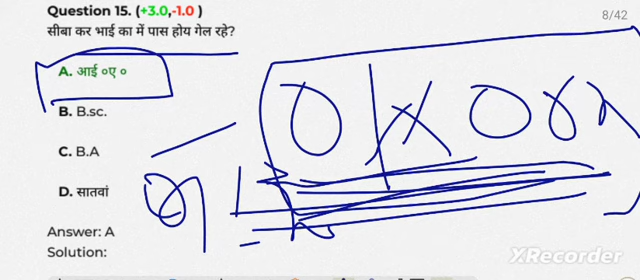 Question 15. (+3.0,-1.0 )
8/42
सीबा कर भाई का में पास होय गेल रहे?
A. आई ०ए ०
B. B.sc.
C. B.A
D. सातवां
Answer: A
Solution:
XRecorder